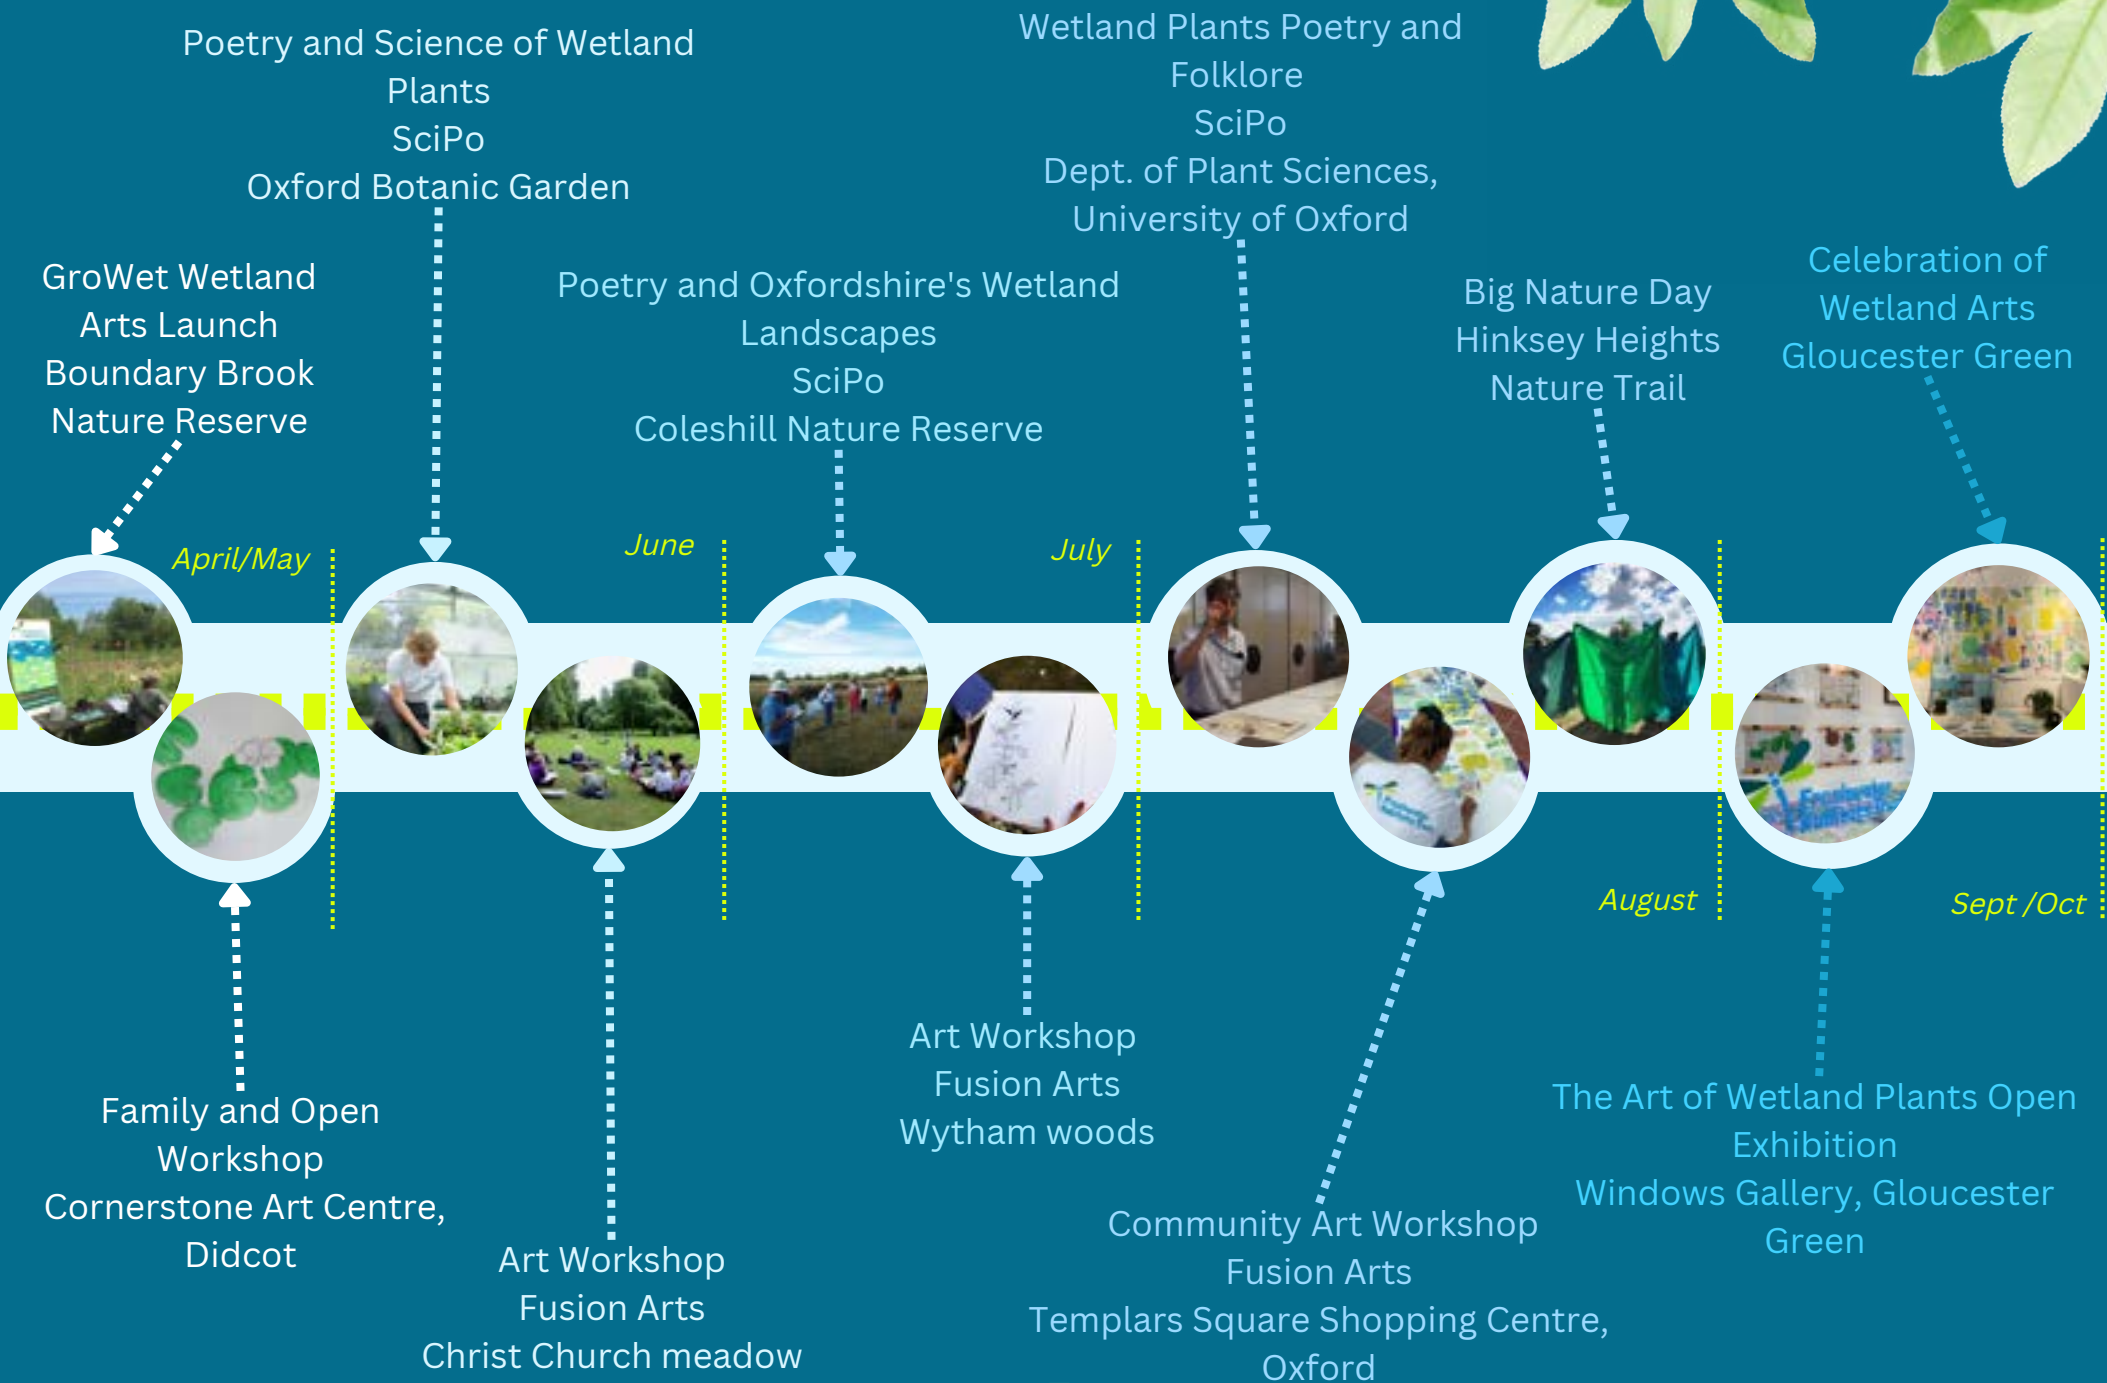 Poetry and Science of Wetland
Plants
SciPo
Oxford Botanic Garden
Wetland Plants Poetry and
Folklore
SciPo
Dept. of Plant Sciences,
University of Oxford
GroWet Wetland
Arts Launch
Boundary Brook
Nature Reserve
Poetry and Oxfordshire's Wetland
Landscapes
SciPo
Coleshill Nature Reserve
Big Nature Day
Hinksey Heights
Nature Trail
Celebration of
Wetland Arts
Gloucester Green
April/May
June
July
August
Sept /Oct
Family and Open
Workshop
Cornerstone Art Centre,
Didcot
Art Workshop
Fusion Arts
Christ Church meadow
Art Workshop
Fusion Arts
Wytham woods
Community Art Workshop
Fusion Arts
Templars Square Shopping Centre,
Oxford
The Art of Wetland Plants Open
Exhibition
Windows Gallery, Gloucester
Green